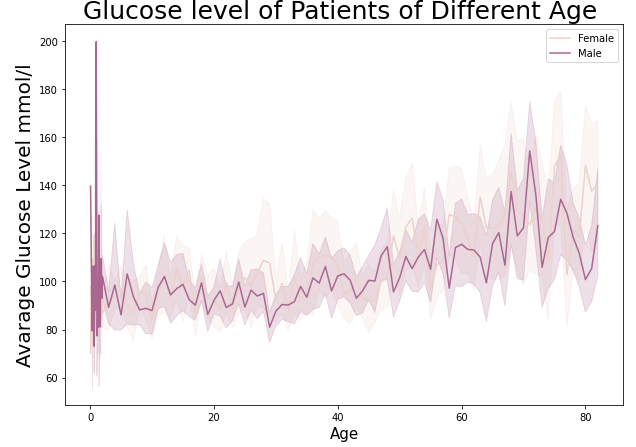 Glucose level of Patients of Different Age
Female
Male
Avarage Glucose Level mmol/l
200
180
160
140
120
100
80
60
0
20
40
60
80
Age